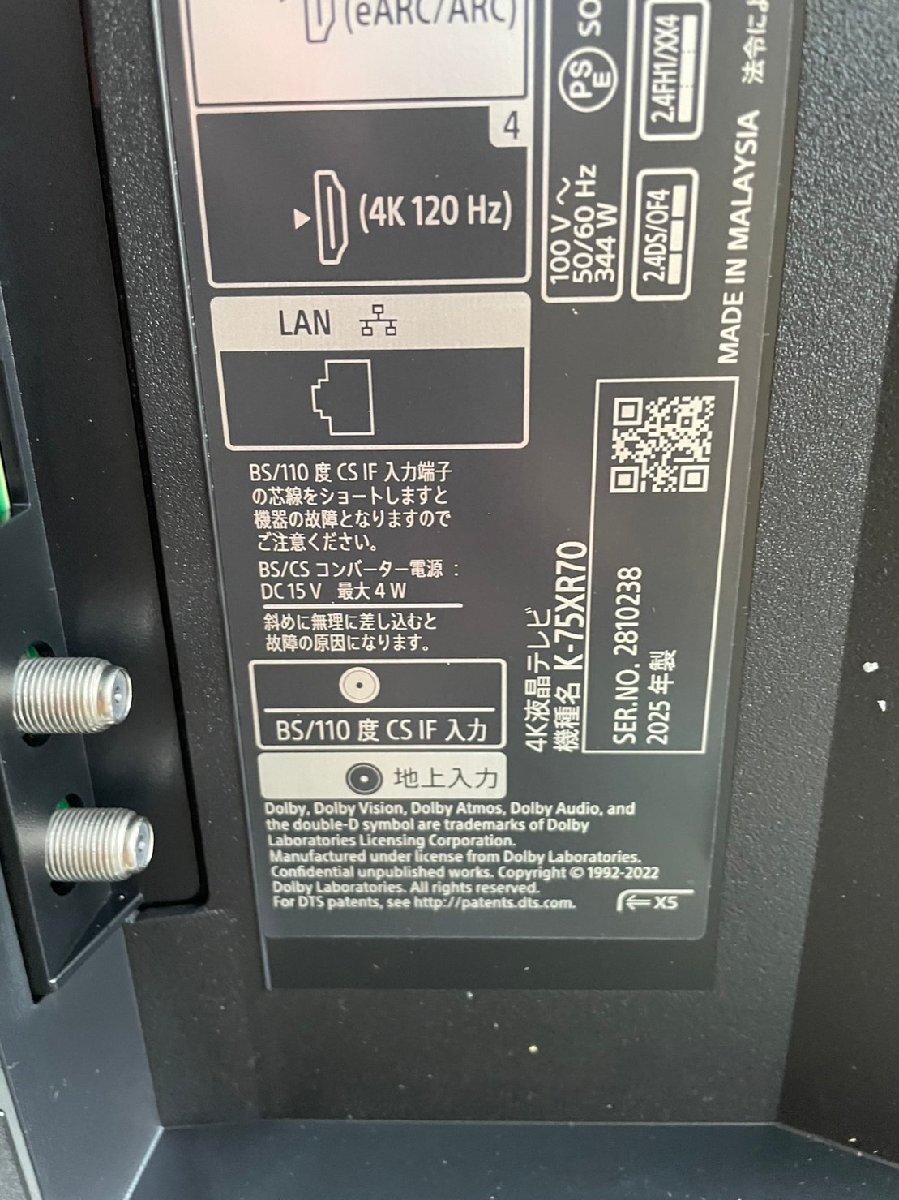 (eARC/ARC)
4
(4K 120 Hz)
LAN
BS/110 度 CS IF 入力端子
の芯線をショートしますと
機器の故障となりますので
ご注意ください。
BS/CS コンバーター電源 :
DC 15 V 最大 4 W
斜めに無理に差し込むと
故障の原因になります。
BS/110 度 CS IF 入力
地上入力
Dolby, Dolby Vision, Dolby Atmos, Dolby Audio, and
the double-D symbol are trademarks of Dolby
Laboratories Licensing Corporation.
Manufactured under license from Dolby Laboratories.
Confidential unpublished works. Copyright © 1992-2022
Dolby Laboratories. All rights reserved.
For DTS patents, see http://patents.dts.com.
X5
PSE
SO
100 V ～
50/60 Hz
344 W
2.4FH1/XX4
2.4DS/OF4
法令によ
MADE IN MALAYSIA
4K液晶テレビ
機種名 K-75XR70
SER.NO. 2810238
2025 年製